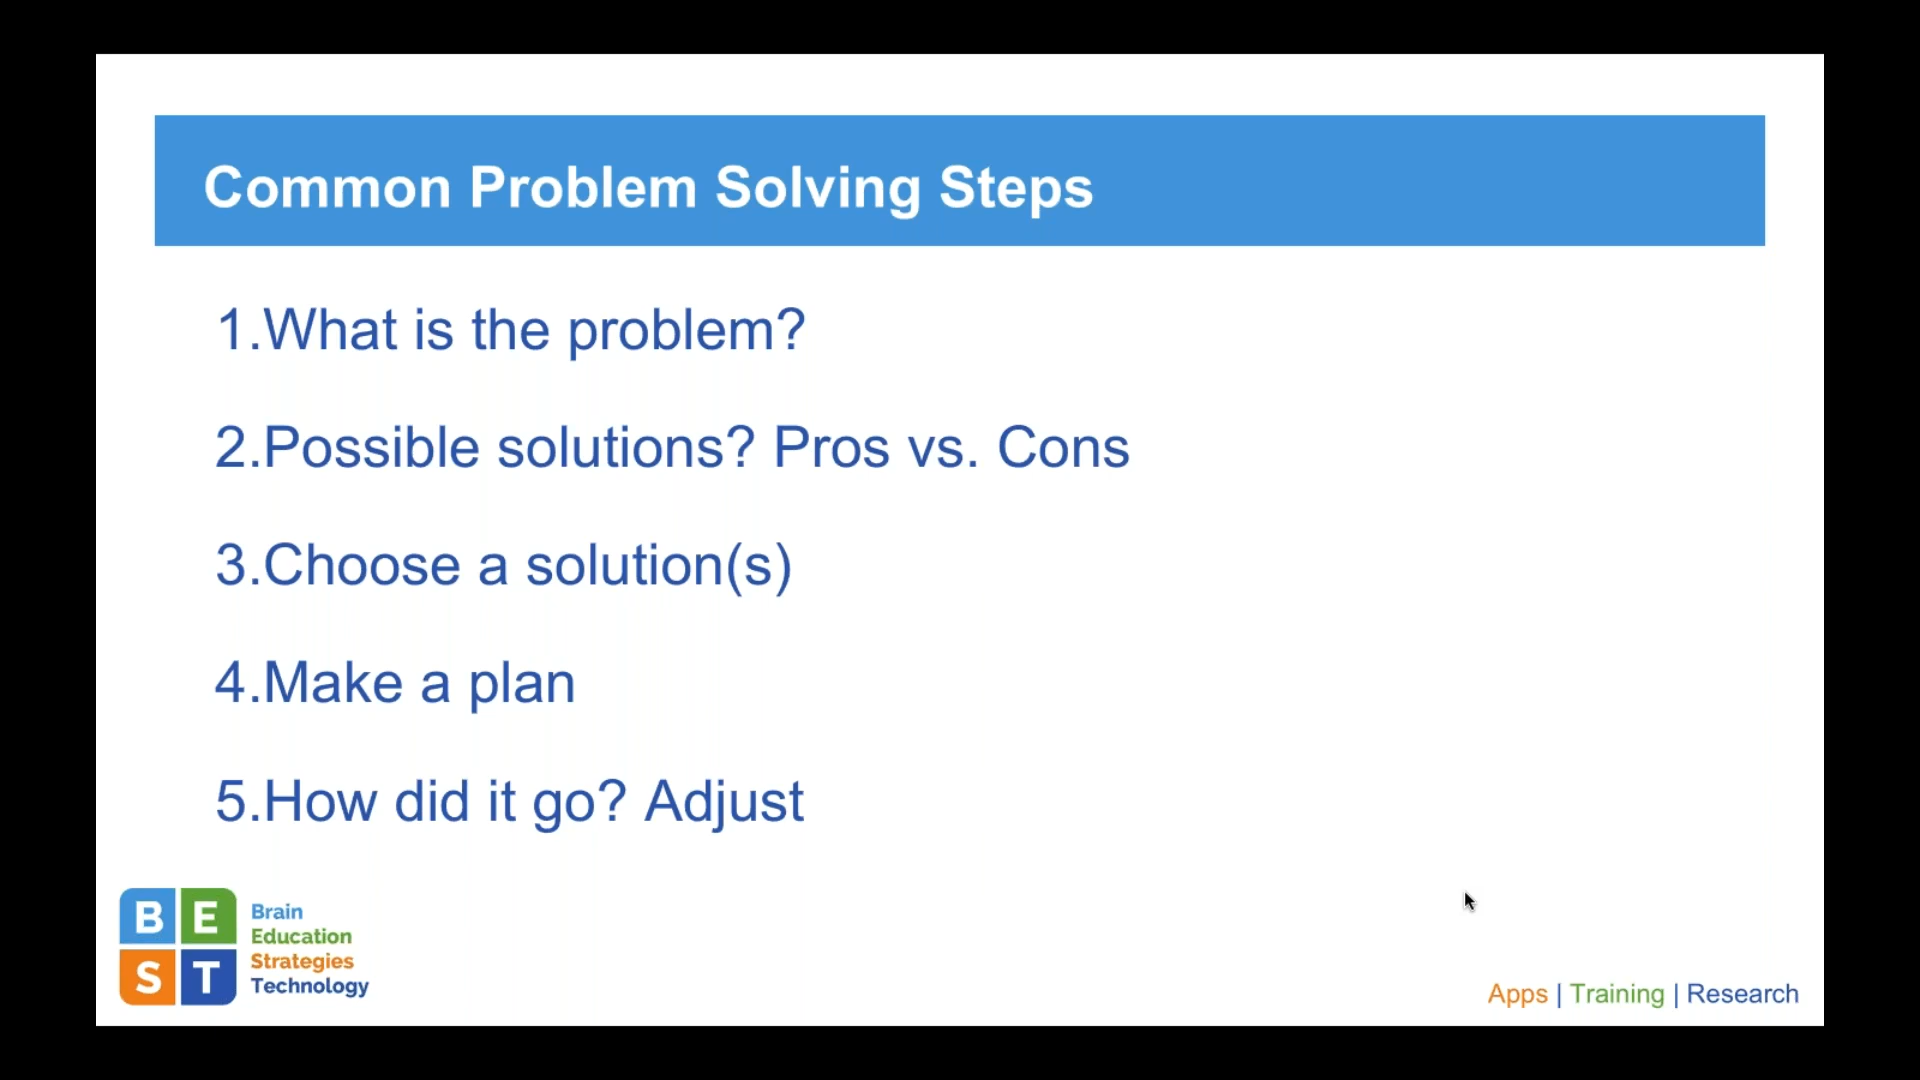 Common Problem Solving Steps
1.What is the problem?
2.Possible solutions? Pros vs. Cons
3.Choose a solution(s)
4.Make a plan
5.How did it go? Adjust
B E
S T
Brain
Education
Strategies
Technology
Apps | Training | Research